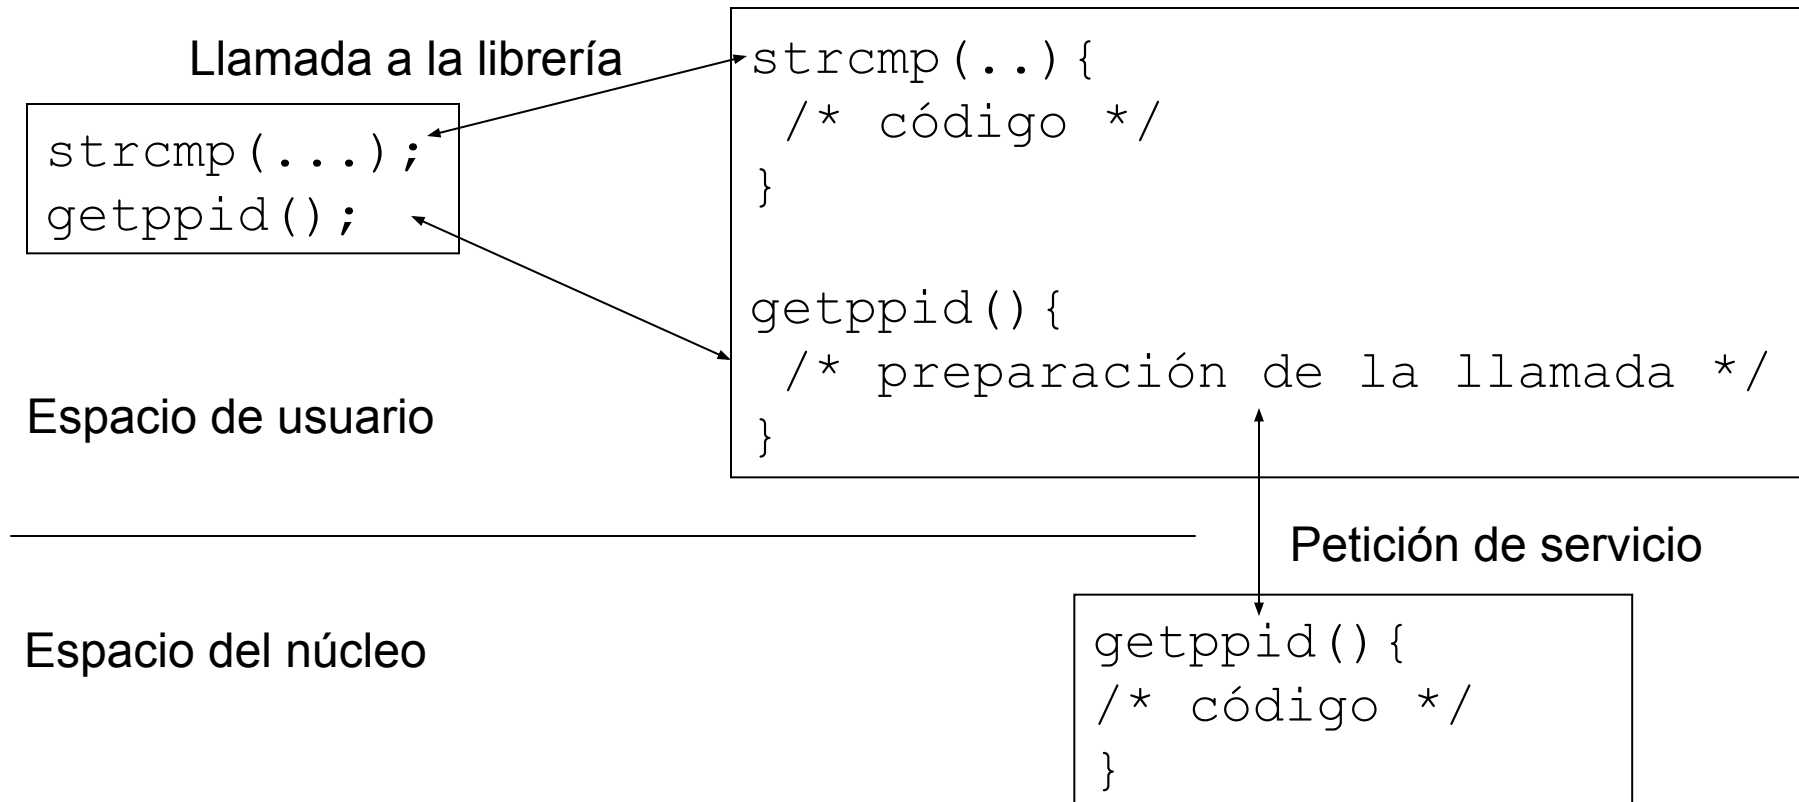 Llamada a la librería
strcmp(...);
getppid();
strcmp(..){
/* código */
}
getppid(){
/* preparación de la llamada */
}
Espacio de usuario
Petición de servicio
Espacio del núcleo
getppid(){
/* código */
}